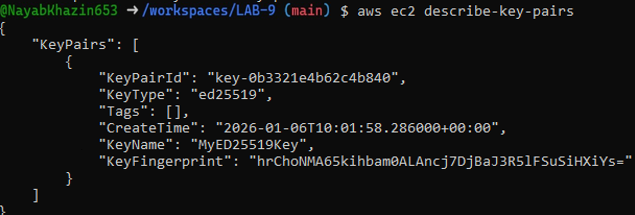 @NayabKhazin653 →/workspaces/LAB-9 (main) $ aws ec2 describe-key-pairs
{
    "KeyPairs": [
        {
            "KeyPairId": "key-0b3321e4b62c4b840",
            "KeyType": "ed25519",
            "Tags": [],
            "CreateTime": "2026-01-06T10:01:58.286000+00:00",
            "KeyName": "MyED25519Key",
            "KeyFingerprint": "hrChoNMA65kihbam0ALAncj7DjBaJ3R5lFSuSiHXiYs="
        }
    ]
}